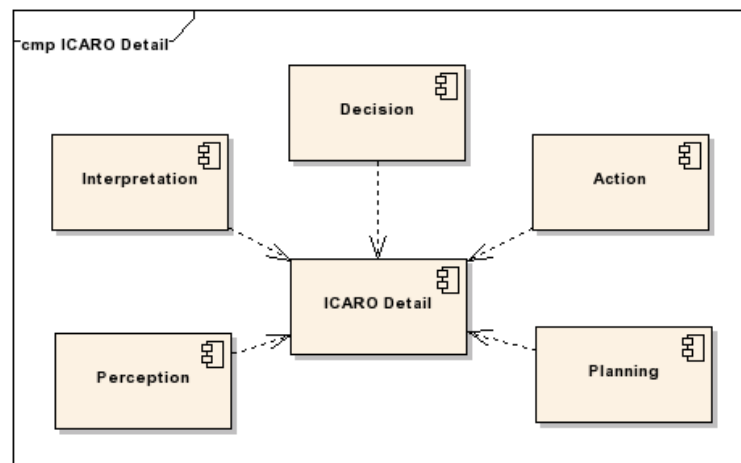 cmp ICARO Detail
Decision
Interpretation
Action
ICARO Detail
Perception
Planning